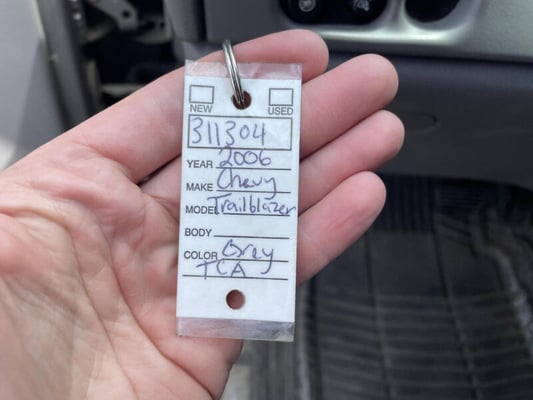 NEW USED
311304
YEAR 2006
MAKE Chevy
MODEL Trailblazer
BODY
COLOR Grey
TCA